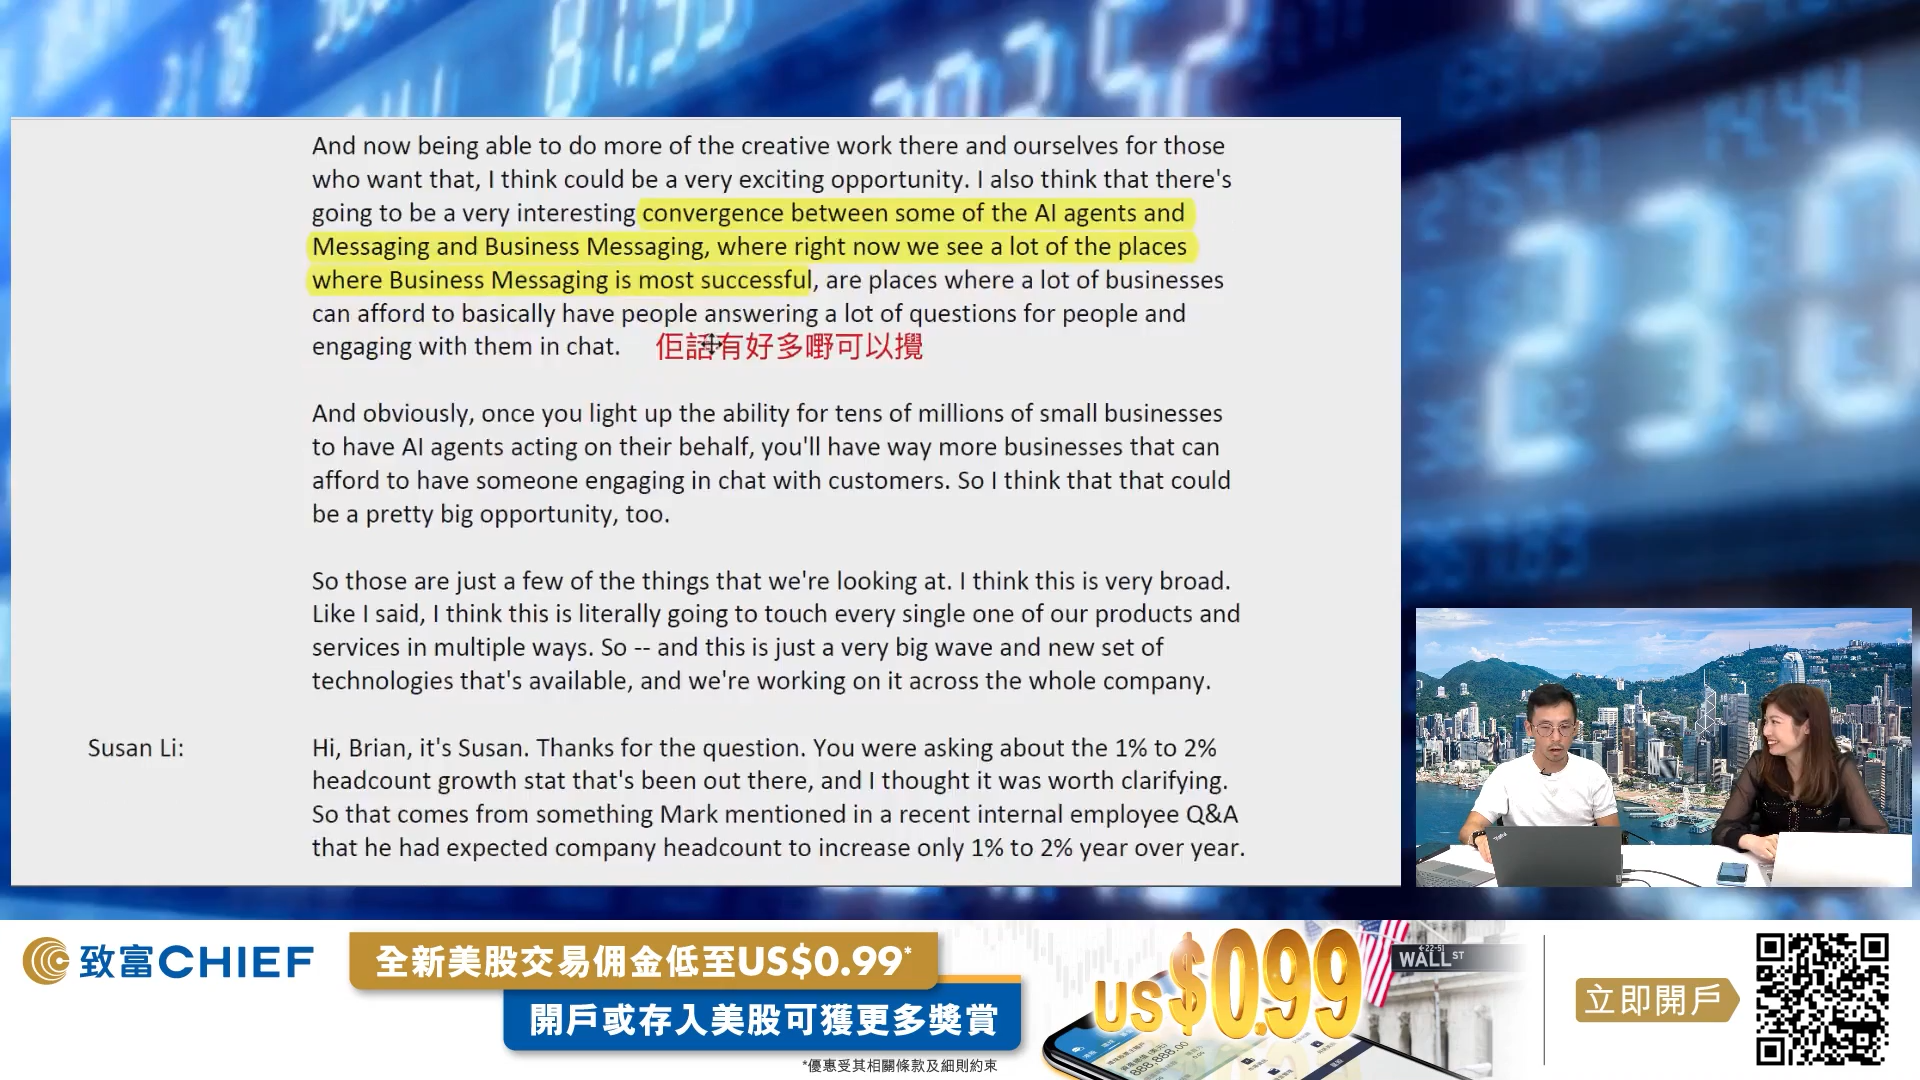 And now being able to do more of the creative work there and ourselves for those
who want that, I think could be a very exciting opportunity. I also think that there's
going to be a very interesting convergence between some of the AI agents and
Messaging and Business Messaging, where right now we see a lot of the places
where Business Messaging is most successful, are places where a lot of businesses
can afford to basically have people answering a lot of questions for people and
engaging with them in chat. 佢話有好多嘢可以攪
And obviously, once you light up the ability for tens of millions of small businesses
to have AI agents acting on their behalf, you'll have way more businesses that can
afford to have someone engaging in chat with customers. So I think that that could
be a pretty big opportunity, too.
So those are just a few of the things that we're looking at. I think this is very broad.
Like I said, I think this is literally going to touch every single one of our products and
services in multiple ways. So -- and this is just a very big wave and new set of
technologies that's available, and we're working on it across the whole company.
Susan Li: Hi, Brian, it's Susan. Thanks for the question. You were asking about the 1% to 2%
headcount growth stat that's been out there, and I thought it was worth clarifying.
So that comes from something Mark mentioned in a recent internal employee Q&A
that he had expected company headcount to increase only 1% to 2% year over year.
致富CHIEF
全新美股交易佣金低至US$0.99*
開戶或存入美股可獲更多獎賞
*優惠受其相關條款及細則約束
US$0.99
WALL ST
立即開戶